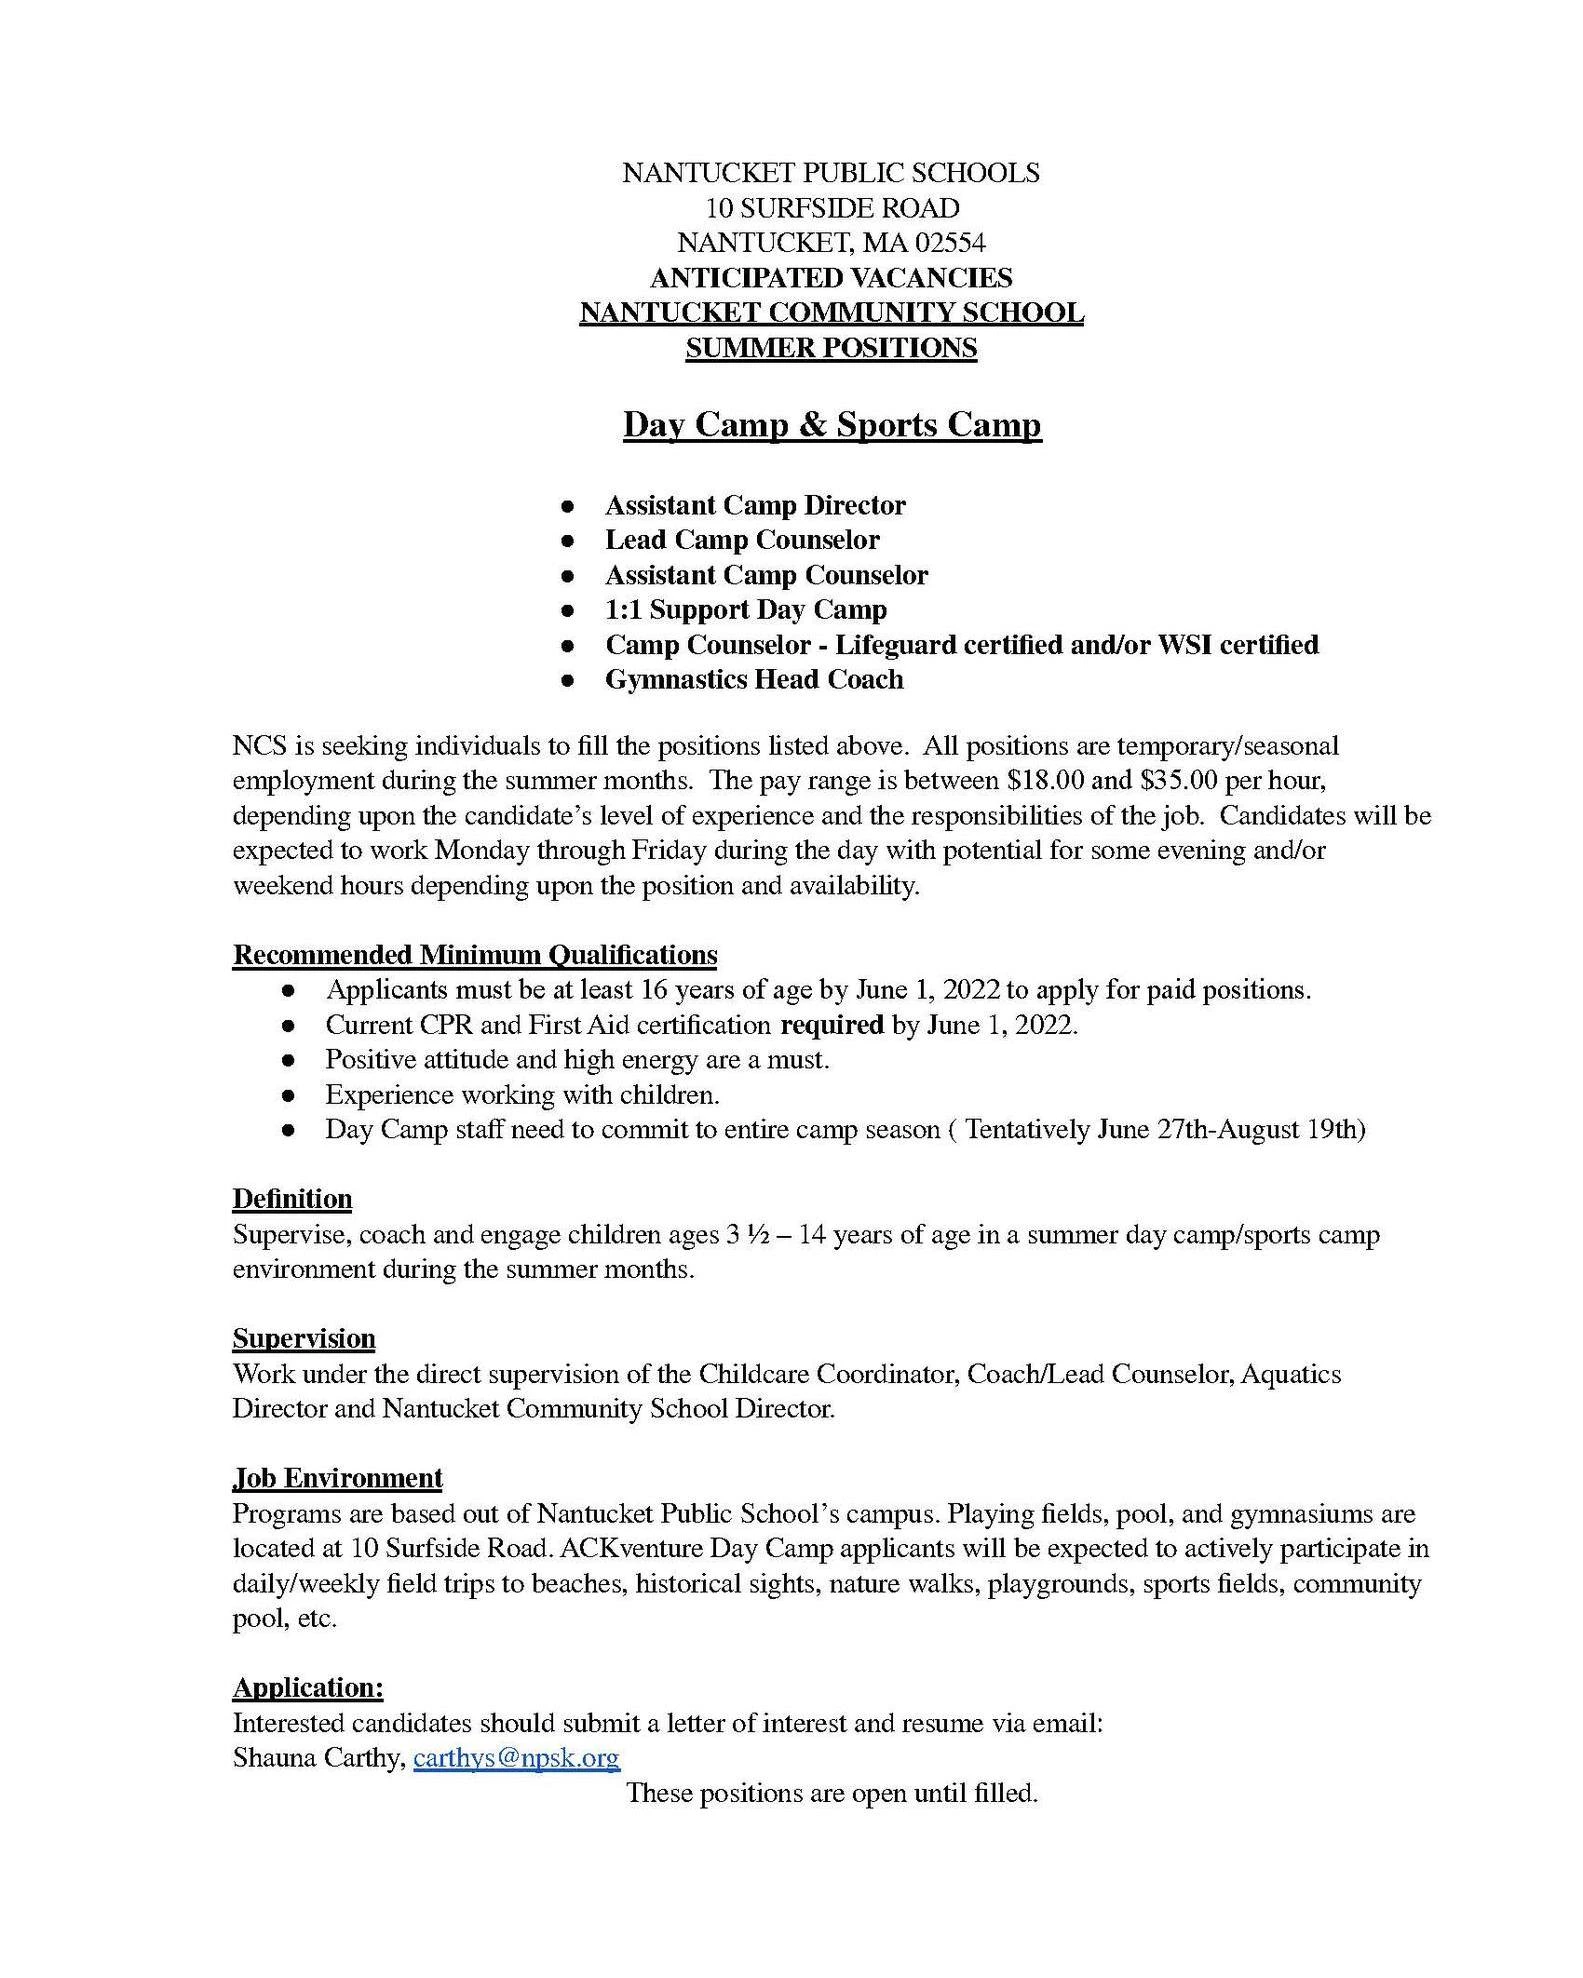 NANTUCKET PUBLIC SCHOOLS
10 SURFSIDE ROAD
NANTUCKET, MA 02554
ANTICIPATED VACANCIES
NANTUCKET COMMUNITY SCHOOL
SUMMER POSITIONS
Day Camp & Sports Camp
● Assistant Camp Director
● Lead Camp Counselor
● Assistant Camp Counselor
● 1:1 Support Day Camp
● Camp Counselor - Lifeguard certified and/or WSI certified
● Gymnastics Head Coach
NCS is seeking individuals to fill the positions listed above.  All positions are temporary/seasonal
employment during the summer months.  The pay range is between $18.00 and $35.00 per hour,
depending upon the candidate’s level of experience and the responsibilities of the job.  Candidates will be
expected to work Monday through Friday during the day with potential for some evening and/or
weekend hours depending upon the position and availability.
Recommended Minimum Qualifications
● Applicants must be at least 16 years of age by June 1, 2022 to apply for paid positions.
● Current CPR and First Aid certification required by June 1, 2022.
● Positive attitude and high energy are a must.
● Experience working with children.
● Day Camp staff need to commit to entire camp season ( Tentatively June 27th-August 19th)
Definition
Supervise, coach and engage children ages 3 ½ – 14 years of age in a summer day camp/sports camp
environment during the summer months.
Supervision
Work under the direct supervision of the Childcare Coordinator, Coach/Lead Counselor, Aquatics
Director and Nantucket Community School Director.
Job Environment
Programs are based out of Nantucket Public School’s campus. Playing fields, pool, and gymnasiums are
located at 10 Surfside Road. ACKventure Day Camp applicants will be expected to actively participate in
daily/weekly field trips to beaches, historical sights, nature walks, playgrounds, sports fields, community
pool, etc.
Application:
Interested candidates should submit a letter of interest and resume via email:
Shauna Carthy, carthys@npsk.org
These positions are open until filled.